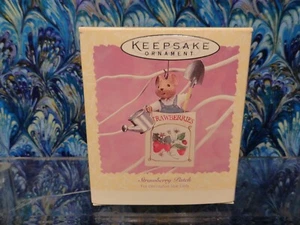 KEEPSAKE
ORNAMENT
STRAWBERRIES
Strawberry Patch